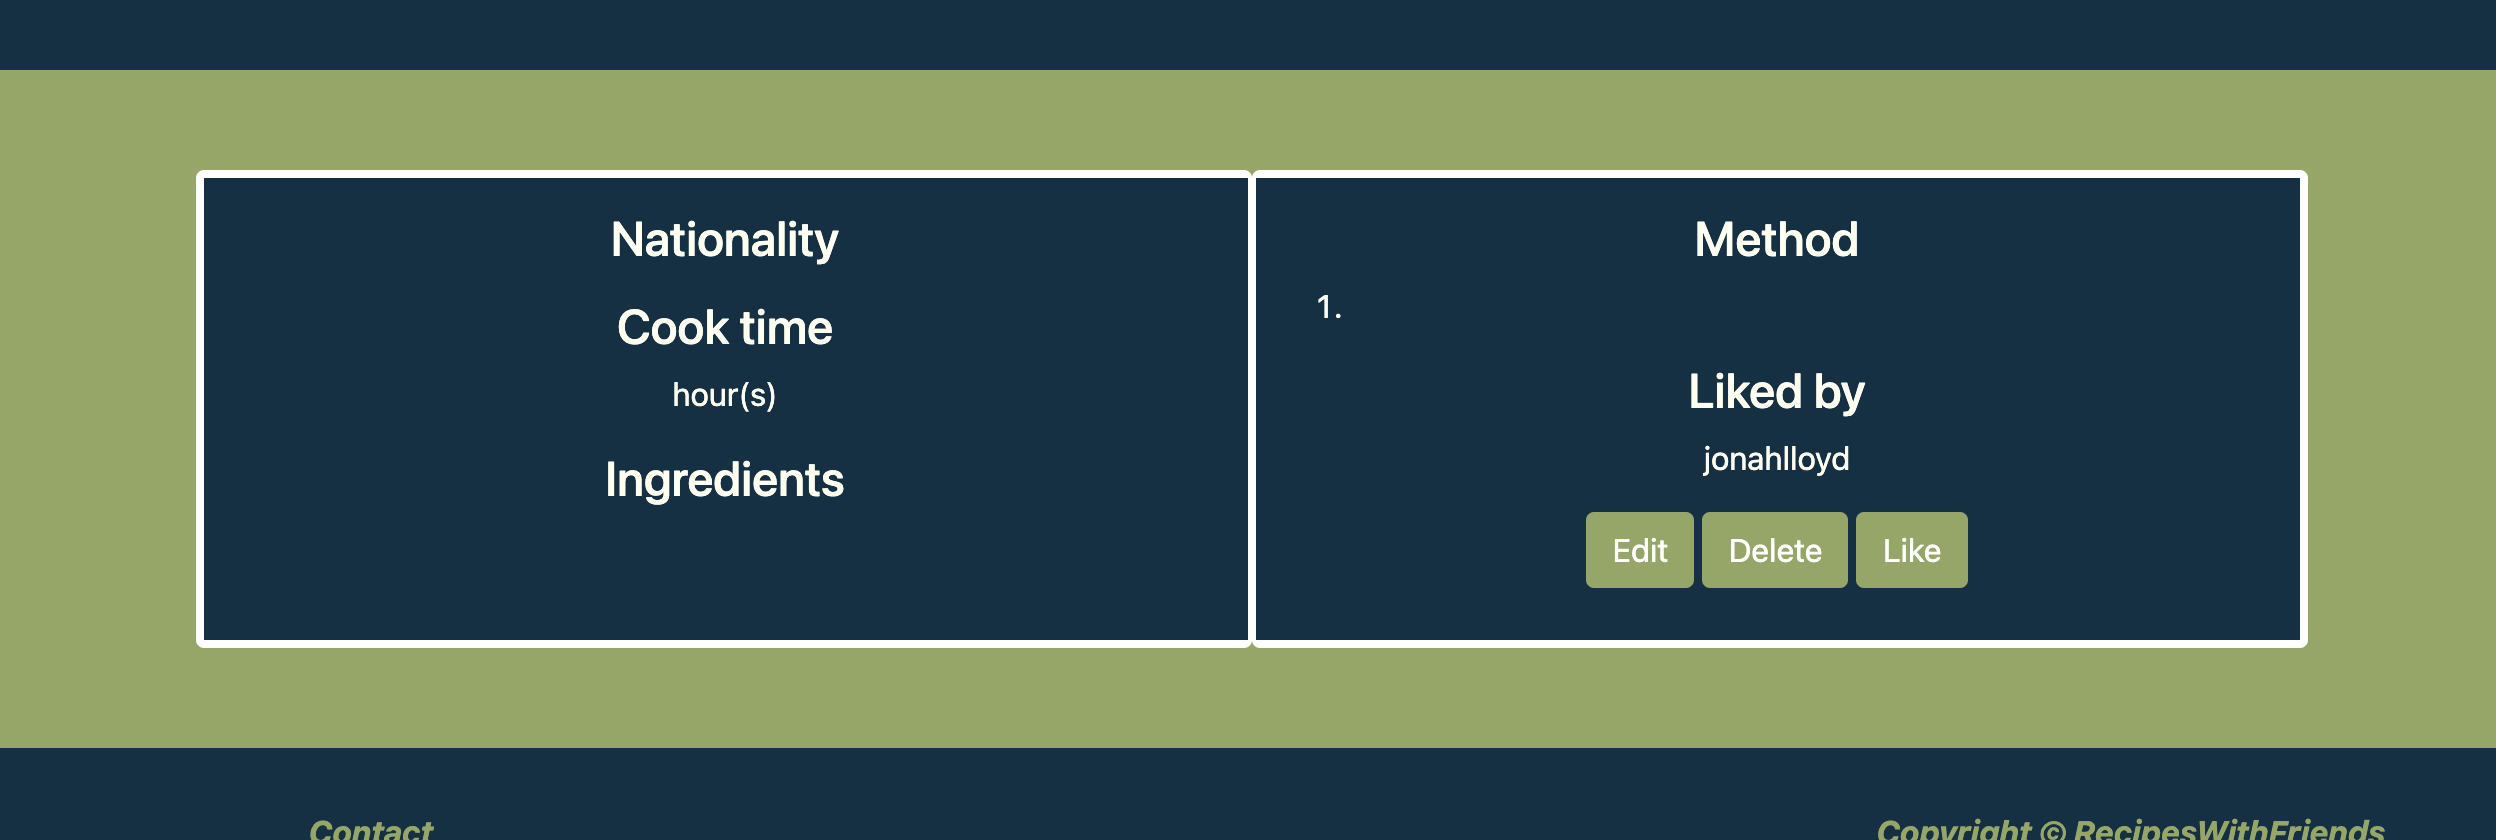 Nationality
Cook time
hour(s)
Ingredients
Method
1.
Liked by
jonahlloyd
Edit
Delete
Like
Contact
Copyright © RecipesWithFriends